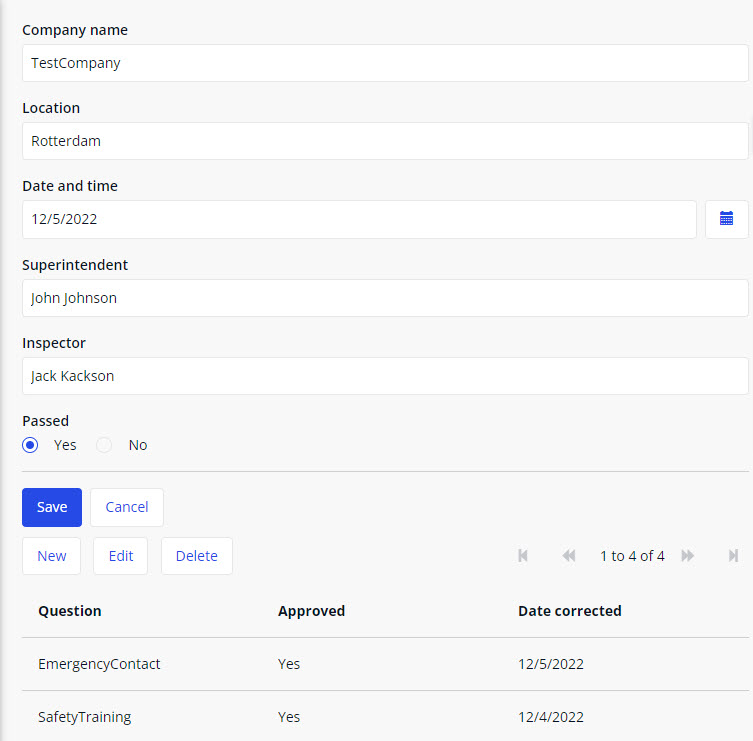 Company name
TestCompany
Location
Rotterdam
Date and time
12/5/2022
Superintendent
John Johnson
Inspector
Jack Kackson
Passed
Yes No
Save Cancel
New Edit Delete 1 to 4 of 4
Question Approved Date corrected
EmergencyContact Yes 12/5/2022
SafetyTraining Yes 12/4/2022